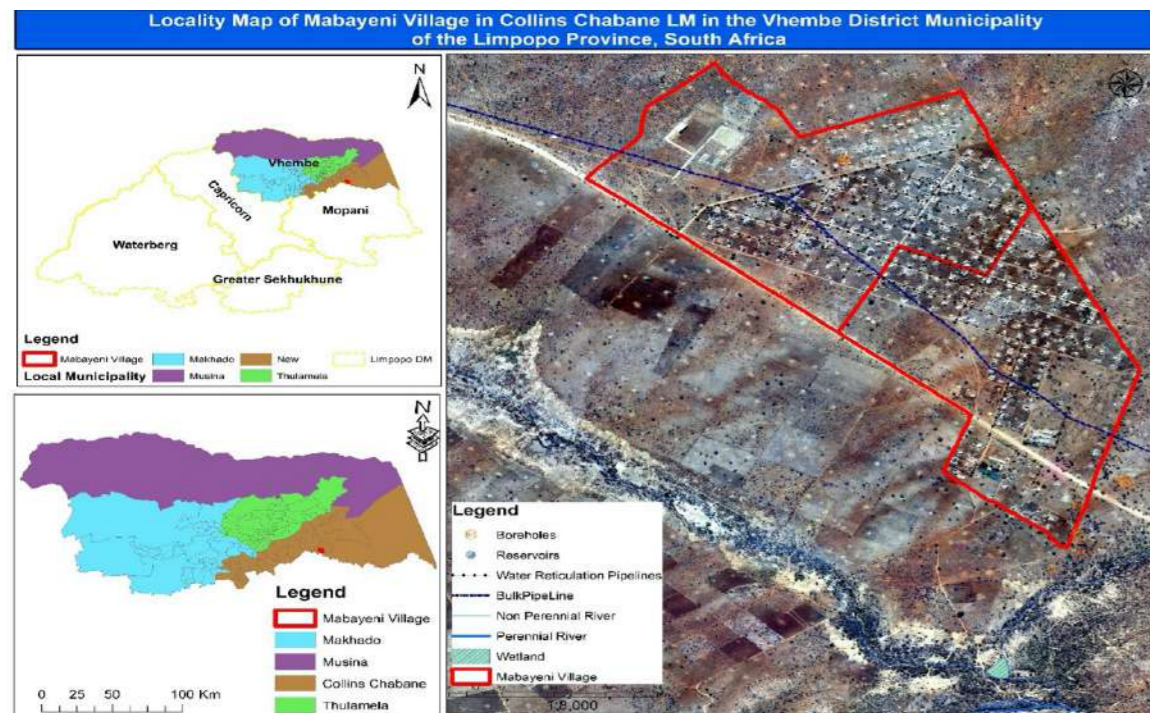 Locality Map of Mabayeni Village in Collins Chabane LM in the Vhembe District Municipality
of the Limpopo Province, South Africa
N
Vhembe
Capricorn
Mopani
Waterberg
Greater Sekhukhune
Legend
Mabayeni Village
Makhado
New
Limpopo DM
Local Municipality
Musina
Thulamela
N
Legend
Mabayeni Village
Makhado
Musina
Collins Chabane
Thulamela
0 25 50 100 Km
Legend
Boreholes
Reservoirs
Water Reticulation Pipelines
BulkPipeLine
Non Perennial River
Perennial River
Wetland
Mabayeni Village
1:8,000